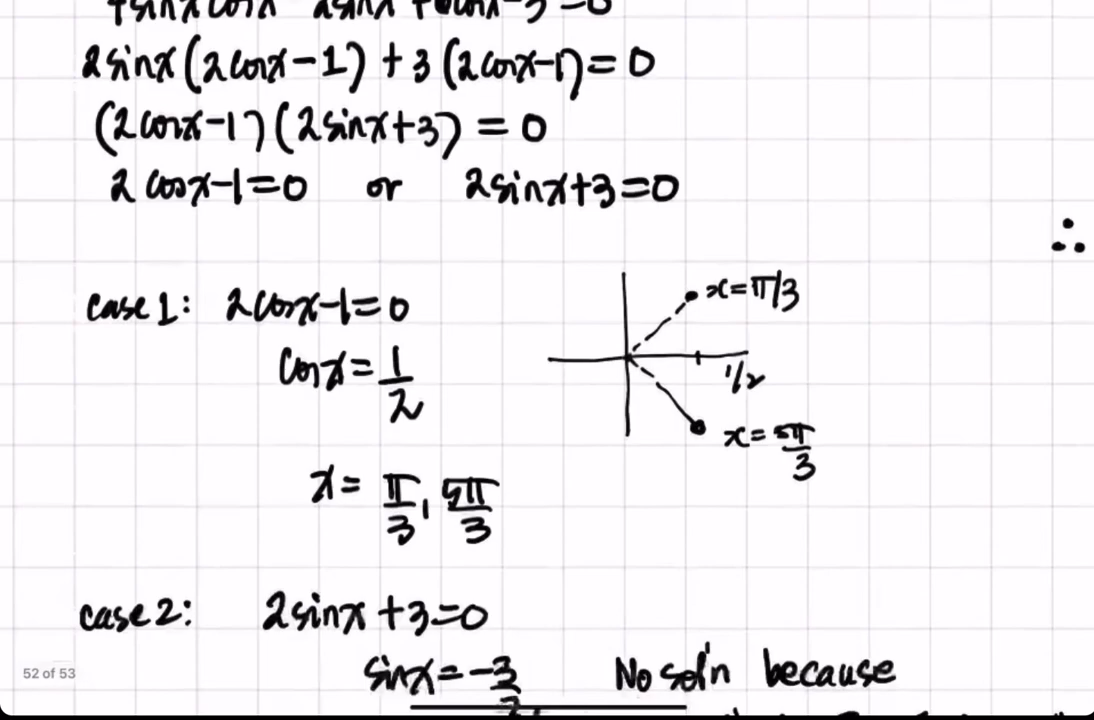 2sinx(2cosx-1)+3(2cosx-1)=0
(2cosx-1)(2sinx+3)=0
2cosx-1=0 or 2sinx+3=0
∴
case 1: 2cosx-1=0
cosx=1/2
x=π/3
1/2
x=5π/3
x=π/3, 5π/3
case 2: 2sinx+3=0
52 of 53
sinx=-3/2 No sol'n because